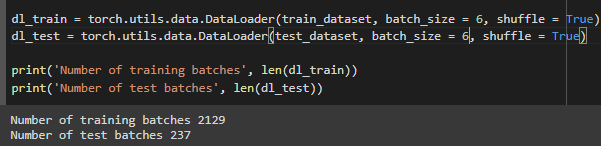 dl_train = torch.utils.data.DataLoader(train_dataset, batch_size = 6, shuffle = True)
dl_test = torch.utils.data.DataLoader(test_dataset, batch_size = 6, shuffle = True)
print('Number of training batches', len(dl_train))
print('Number of test batches', len(dl_test))
Number of training batches 2129
Number of test batches 237